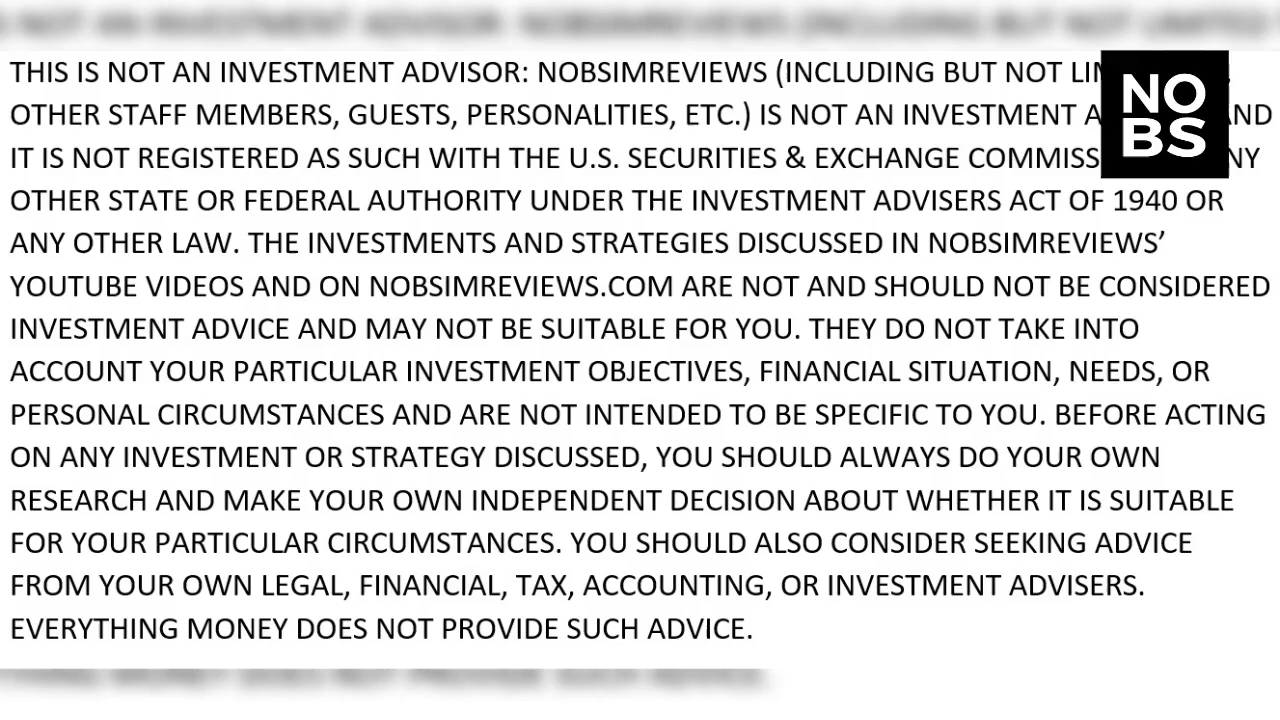 THIS IS NOT AN INVESTMENT ADVISOR: NOBSIMREVIEWS (INCLUDING BUT NOT
OTHER STAFF MEMBERS, GUESTS, PERSONALITIES, ETC.) IS NOT AN INVESTMENT
IT IS NOT REGISTERED AS SUCH WITH THE U.S. SECURITIES & EXCHANGE
OTHER STATE OR FEDERAL AUTHORITY UNDER THE INVESTMENT ADVISERS ACT OF 1940 OR
ANY OTHER LAW. THE INVESTMENTS AND STRATEGIES DISCUSSED IN NOBSIMREVIEWS’
YOUTUBE VIDEOS AND ON NOBSIMREVIEWS.COM ARE NOT AND SHOULD NOT BE CONSIDERED
INVESTMENT ADVICE AND MAY NOT BE SUITABLE FOR YOU. THEY DO NOT TAKE INTO
ACCOUNT YOUR PARTICULAR INVESTMENT OBJECTIVES, FINANCIAL SITUATION, NEEDS, OR
PERSONAL CIRCUMSTANCES AND ARE NOT INTENDED TO BE SPECIFIC TO YOU. BEFORE ACTING
ON ANY INVESTMENT OR STRATEGY DISCUSSED, YOU SHOULD ALWAYS DO YOUR OWN
RESEARCH AND MAKE YOUR OWN INDEPENDENT DECISION ABOUT WHETHER IT IS SUITABLE
FOR YOUR PARTICULAR CIRCUMSTANCES. YOU SHOULD ALSO CONSIDER SEEKING ADVICE
FROM YOUR OWN LEGAL, FINANCIAL, TAX, ACCOUNTING, OR INVESTMENT ADVISERS.
EVERYTHING MONEY DOES NOT PROVIDE SUCH ADVICE.
NO
BS